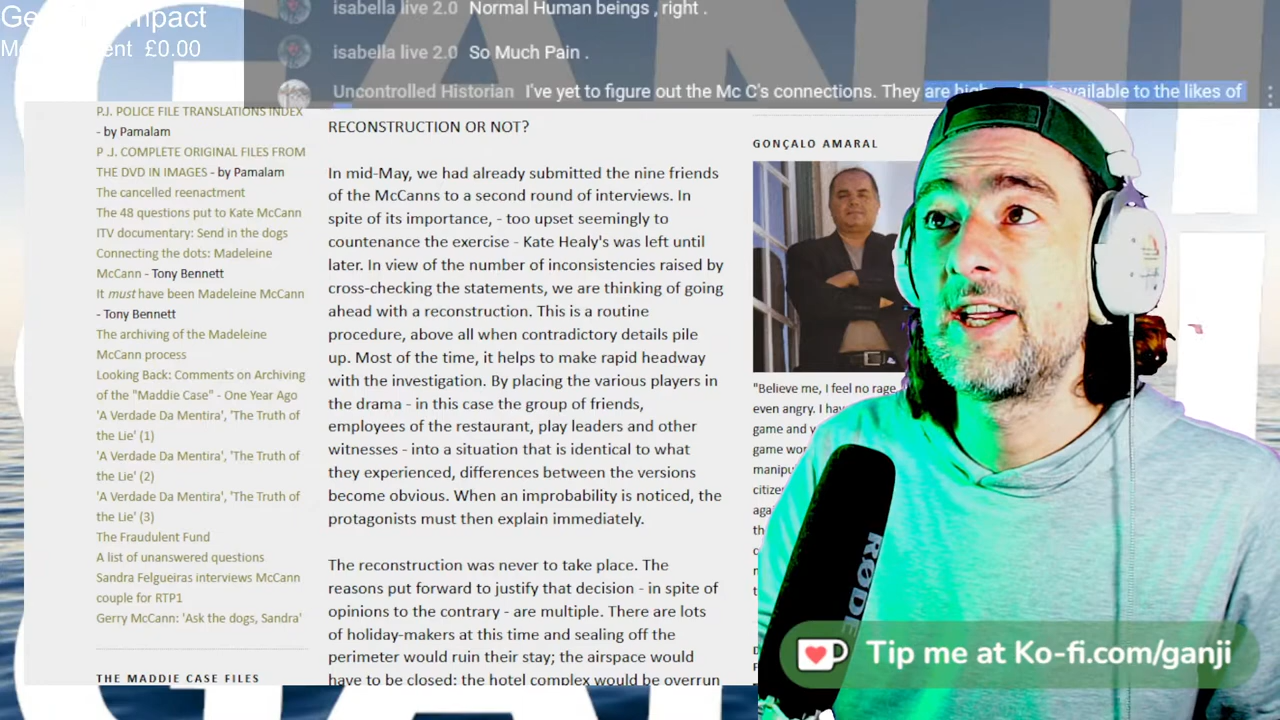 Ge mpact
M nt £0.00
isabella live 2.0 Normal Human beings , right .
isabella live 2.0 So Much Pain .
Uncontrolled Historian I've yet to figure out the Mc C's connections. They are available to the likes of
P.J. POLICE FILE TRANSLATIONS INDEX
- by Pamalam
P .J. COMPLETE ORIGINAL FILES FROM
THE DVD IN IMAGES - by Pamalam
The cancelled reenactment
The 48 questions put to Kate McCann
ITV documentary: Send in the dogs
Connecting the dots: Madeleine
McCann - Tony Bennett
It must have been Madeleine McCann
- Tony Bennett
The archiving of the Madeleine
McCann process
Looking Back: Comments on Archiving
of the "Maddie Case" - One Year Ago
'A Verdade Da Mentira', 'The Truth of
the Lie' (1)
'A Verdade Da Mentira', 'The Truth of
the Lie' (2)
'A Verdade Da Mentira', 'The Truth of
the Lie' (3)
The Fraudulent Fund
A list of unanswered questions
Sandra Felgueiras interviews McCann
couple for RTP1
Gerry McCann: 'Ask the dogs, Sandra'
THE MADDIE CASE FILES
RECONSTRUCTION OR NOT?
In mid-May, we had already submitted the nine friends
of the McCanns to a second round of interviews. In
spite of its importance, - too upset seemingly to
countenance the exercise - Kate Healy's was left until
later. In view of the number of inconsistencies raised by
cross-checking the statements, we are thinking of going
ahead with a reconstruction. This is a routine
procedure, above all when contradictory details pile
up. Most of the time, it helps to make rapid headway
with the investigation. By placing the various players in
the drama - in this case the group of friends,
employees of the restaurant, play leaders and other
witnesses - into a situation that is identical to what
they experienced, differences between the versions
become obvious. When an improbability is noticed, the
protagonists must then explain immediately.
The reconstruction was never to take place. The
reasons put forward to justify that decision - in spite of
opinions to the contrary - are multiple. There are lots
of holiday-makers at this time and sealing off the
perimeter would ruin their stay; the airspace would
have to be closed; the hotel complex would be overrun
GONÇALO AMARAL
"Believe me, I feel no rage
even angry. I hav
game and
game
manipu
citize
RØDE
Tip me at Ko-fi.com/ganji